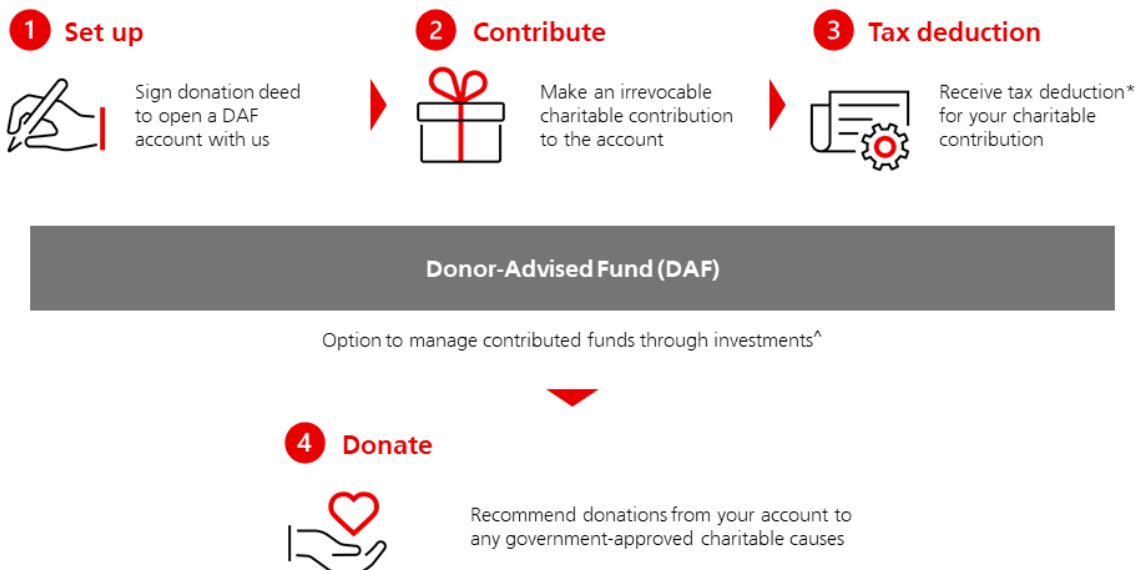 1 Set up
Sign donation deed
to open a DAF
account with us
2 Contribute
Make an irrevocable
charitable contribution
to the account
3 Tax deduction
Receive tax deduction*
for your charitable
contribution
Donor-Advised Fund (DAF)
Option to manage contributed funds through investments^
4 Donate
Recommend donations from your account to
any government-approved charitable causes